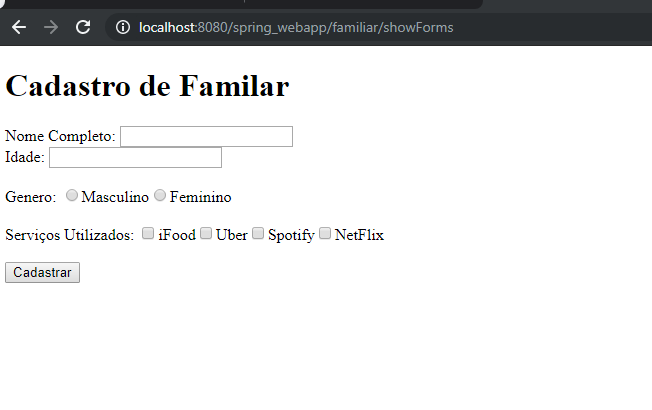 localhost:8080/spring_webapp/familiar/showForms
Cadastro de Familar
Nome Completo:
Idade:
Genero: Masculino Feminino
Serviços Utilizados: iFood Uber Spotify NetFlix
Cadastrar